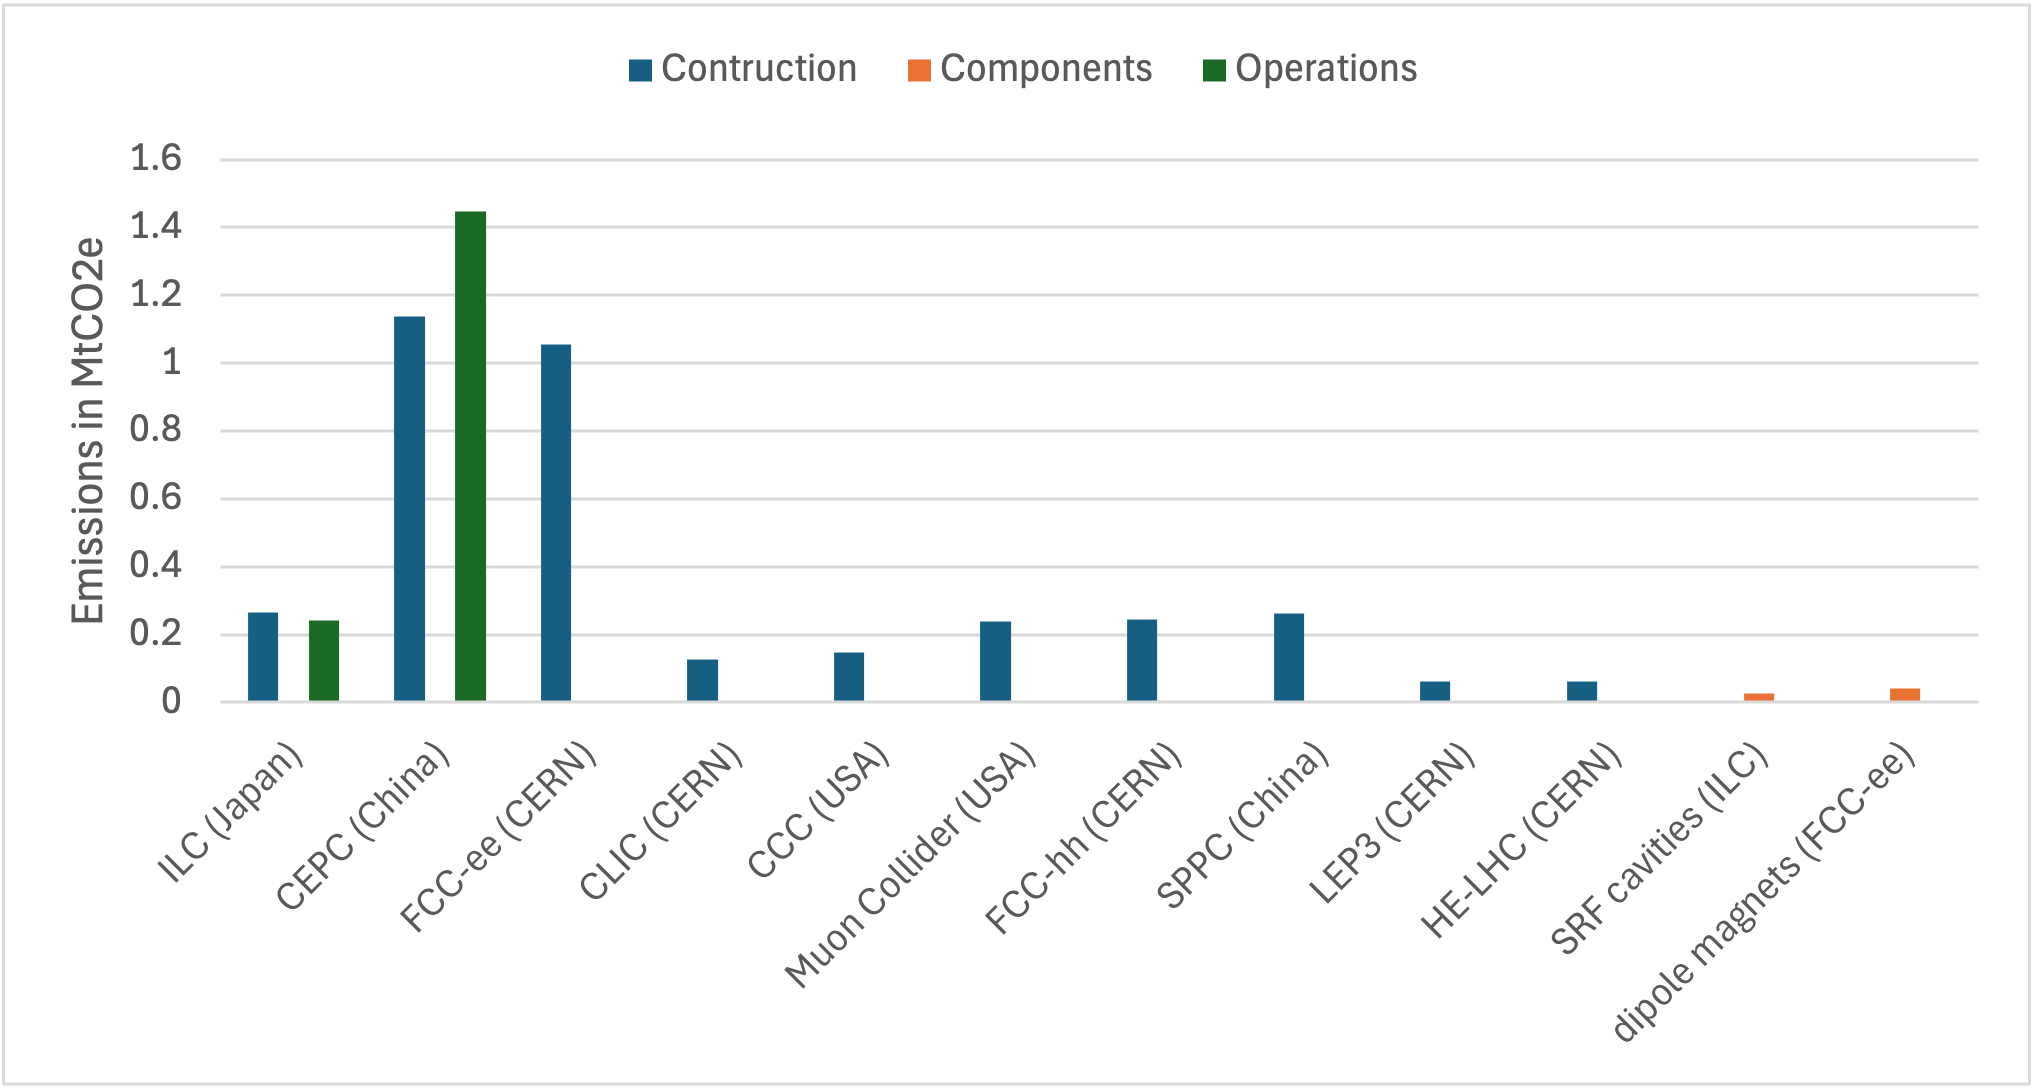 Contruction Components Operations
Emissions in MtCO2e
1.6
1.4
1.2
1
0.8
0.6
0.4
0.2
0
ILC (Japan)
CEPC (China)
FCC-ee (CERN)
CLIC (CERN)
CCC (USA)
Muon Collider (USA)
FCC-hh (CERN)
SPPC (China)
LEP3 (CERN)
HE-LHC (CERN)
SRF cavities (ILC)
dipole magnets (FCC-ee)